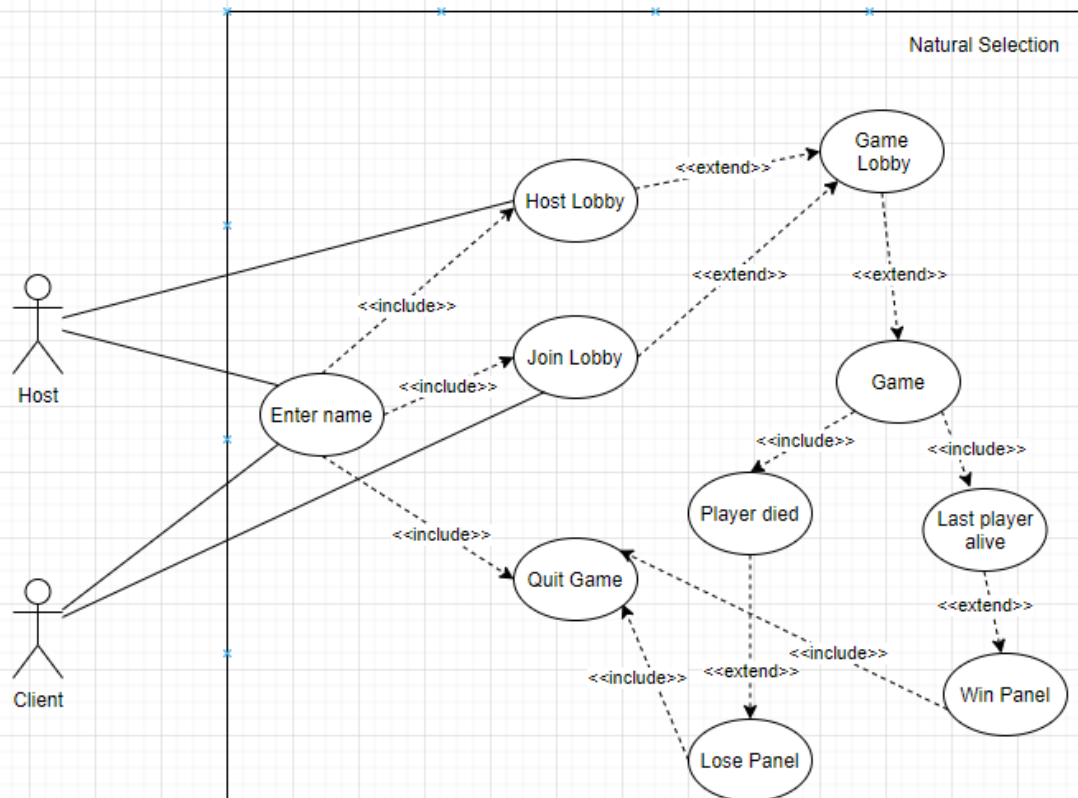 Natural Selection
Game
Lobby
<<extend>>
Host Lobby
<<extend>>
<<extend>>
<<include>>
Join Lobby
Host
<<include>>
Game
Enter name
<<include>>
<<include>>
Player died
Last player
alive
<<include>>
Quit Game
<<extend>>
<<include>>
<<include>>
<<extend>>
Client
Win Panel
Lose Panel